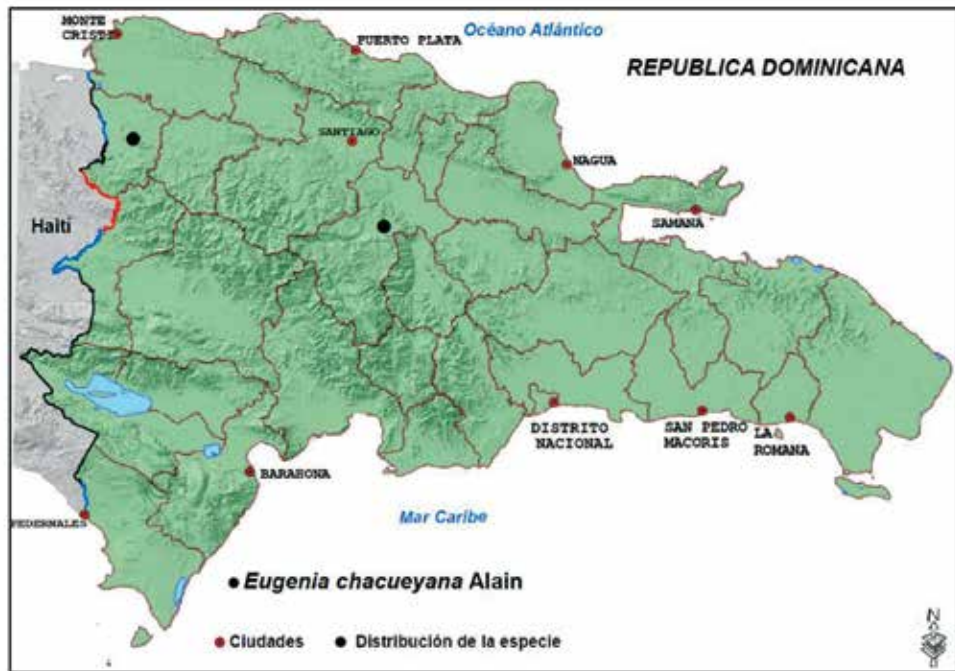 MONTE
CRISTI
PUERTO PLATA
Océano Atlántico
REPUBLICA DOMINICANA
SANTIAGO
NAGUA
SAMANA
Haití
DISTRITO
NACIONAL
SAN PEDRO
MACORIS
LA
ROMANA
BARAHONA
PEDERNALES
Mar Caribe
Eugenia chacueyana Alain
Ciudades
Distribución de la especie
N